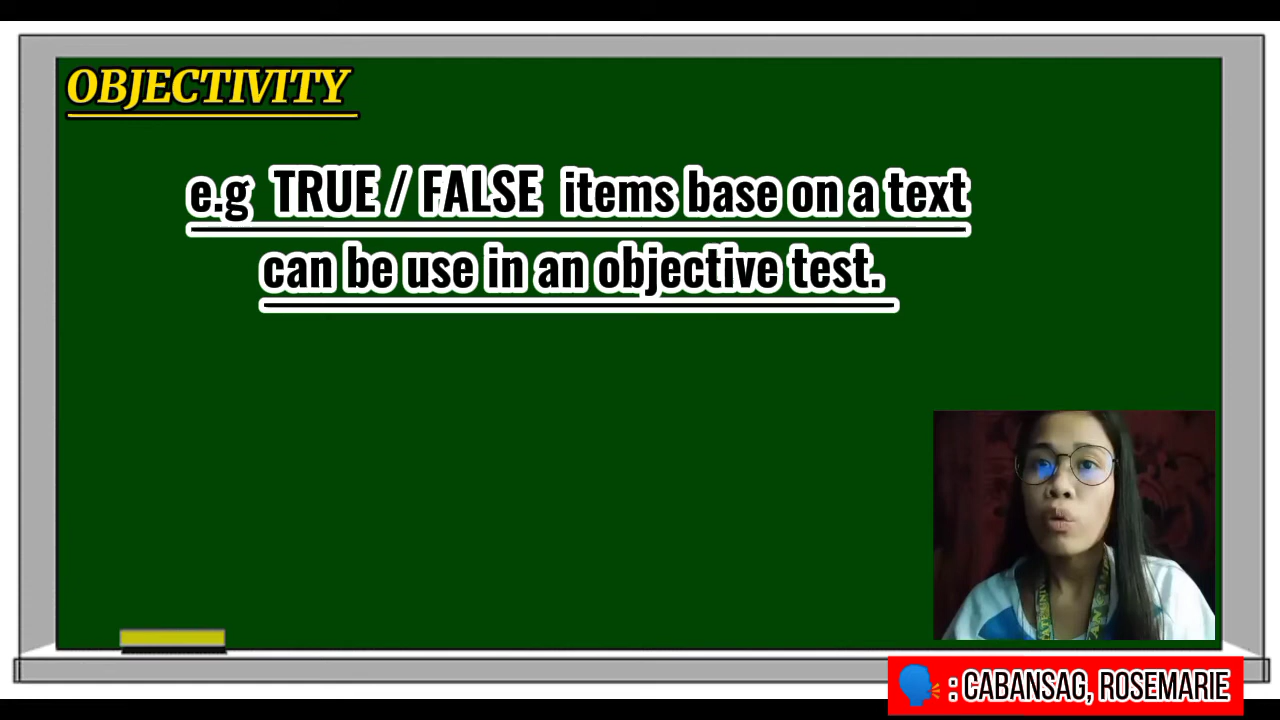 OBJECTIVITY
e.g TRUE / FALSE items base on a text
can be use in an objective test.
: CABANSAG, ROSEMARIE